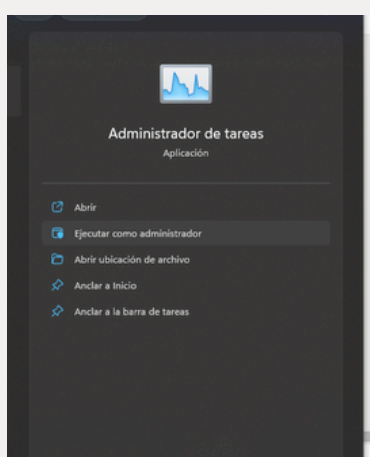 Administrador de tareas
Aplicación
Abrir
Ejecutar como administrador
Abrir ubicación de archivo
Anclar a Inicio
Anclar a la barra de tareas